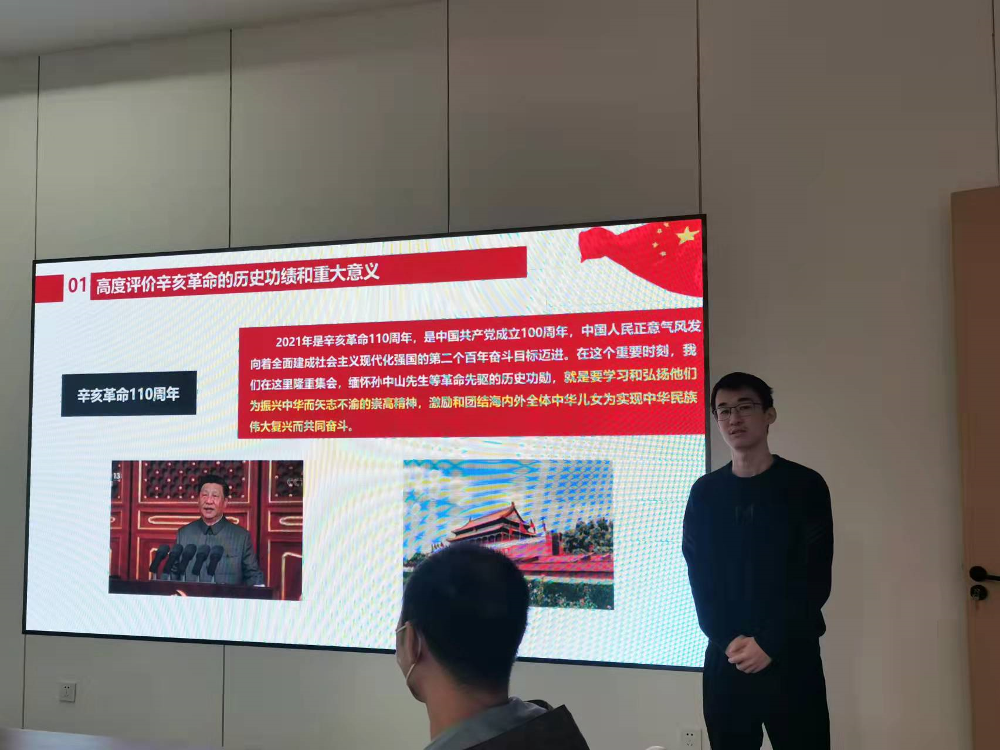 01 高度评价辛亥革命的历史功绩和重大意义
2021年是辛亥革命110周年，是中国共产党成立100周年，中国人民正意气风发
向着全面建成社会主义现代化强国的第二个百年奋斗目标迈进。在这个重要时刻，我
们在这里隆重集会，缅怀孙中山先生等革命先驱的历史功勋，就是要学习和弘扬他们
为振兴中华而矢志不渝的崇高精神，激励和团结海内外全体中华儿女为实现中华民族
伟大复兴而共同奋斗。
辛亥革命110周年
13